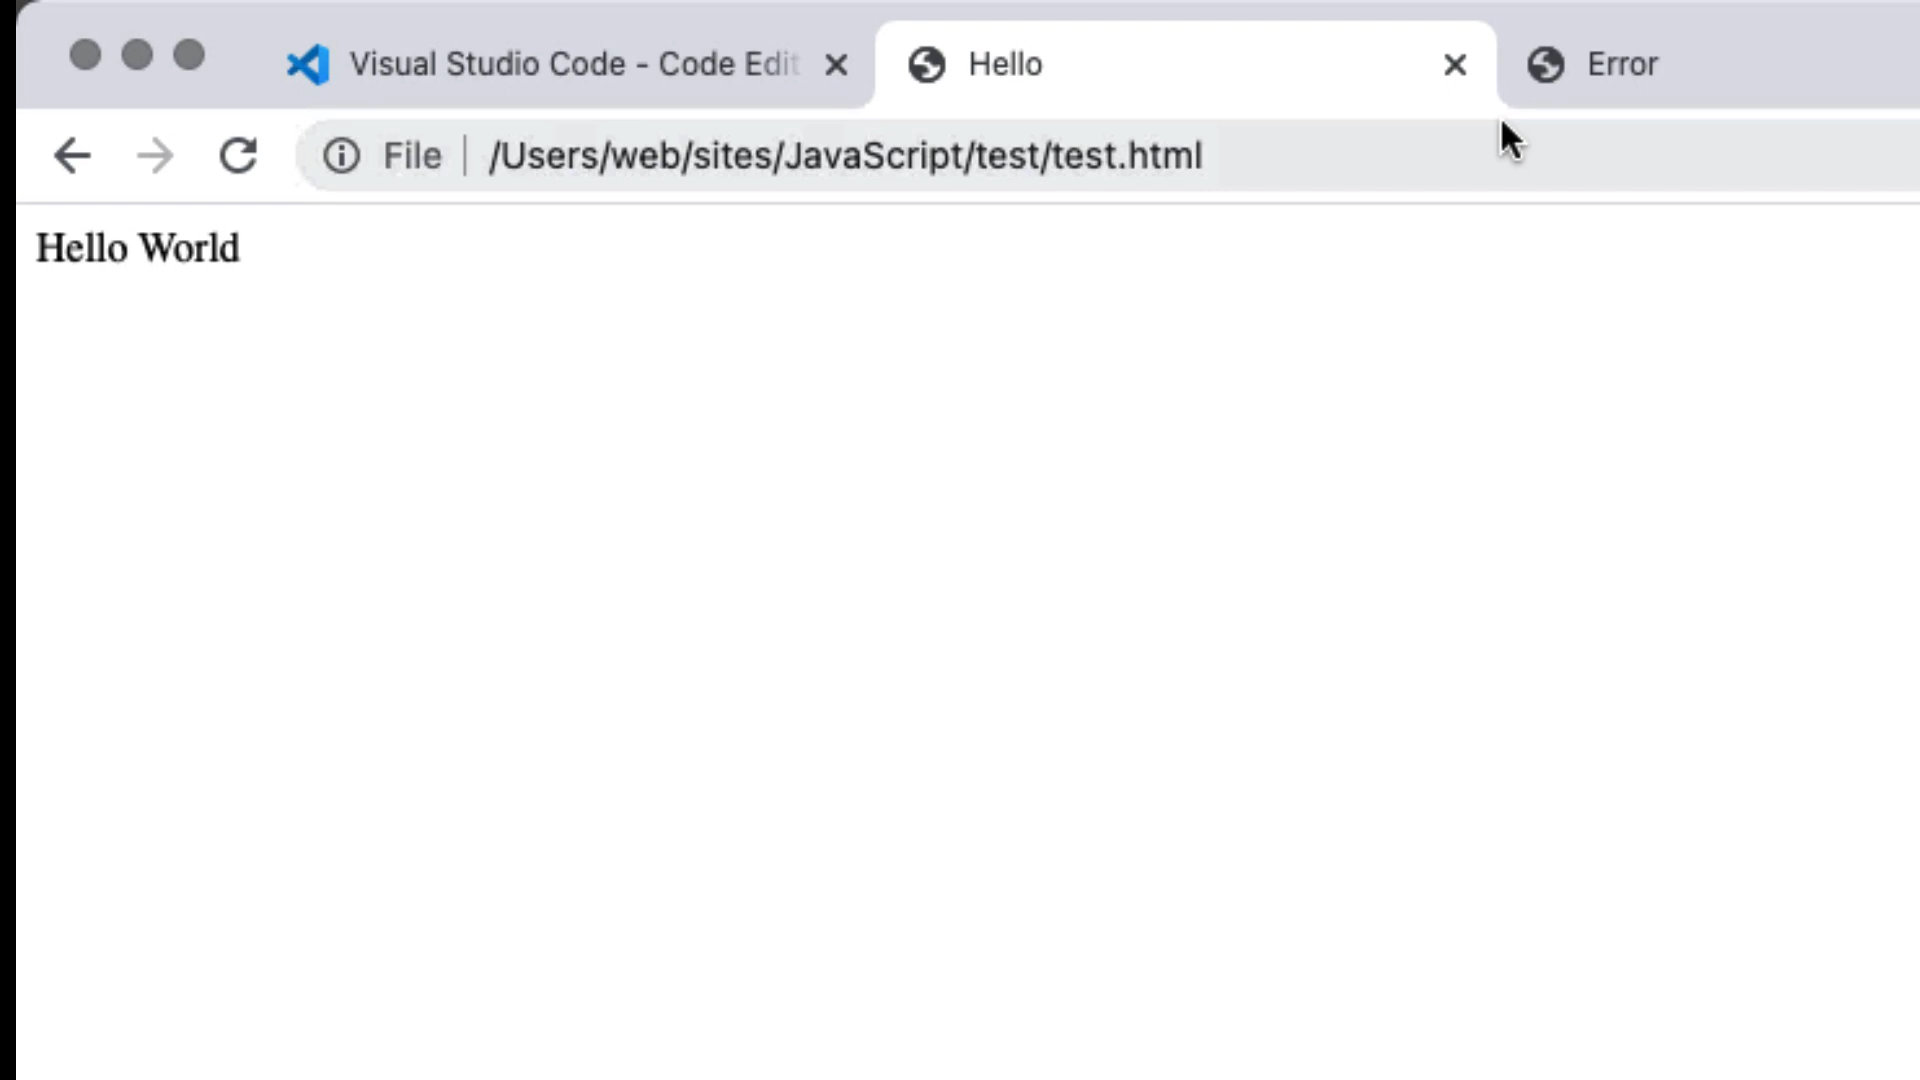 Visual Studio Code - Code Edit
Hello
Error
File
/Users/web/sites/JavaScript/test/test.html
Hello World